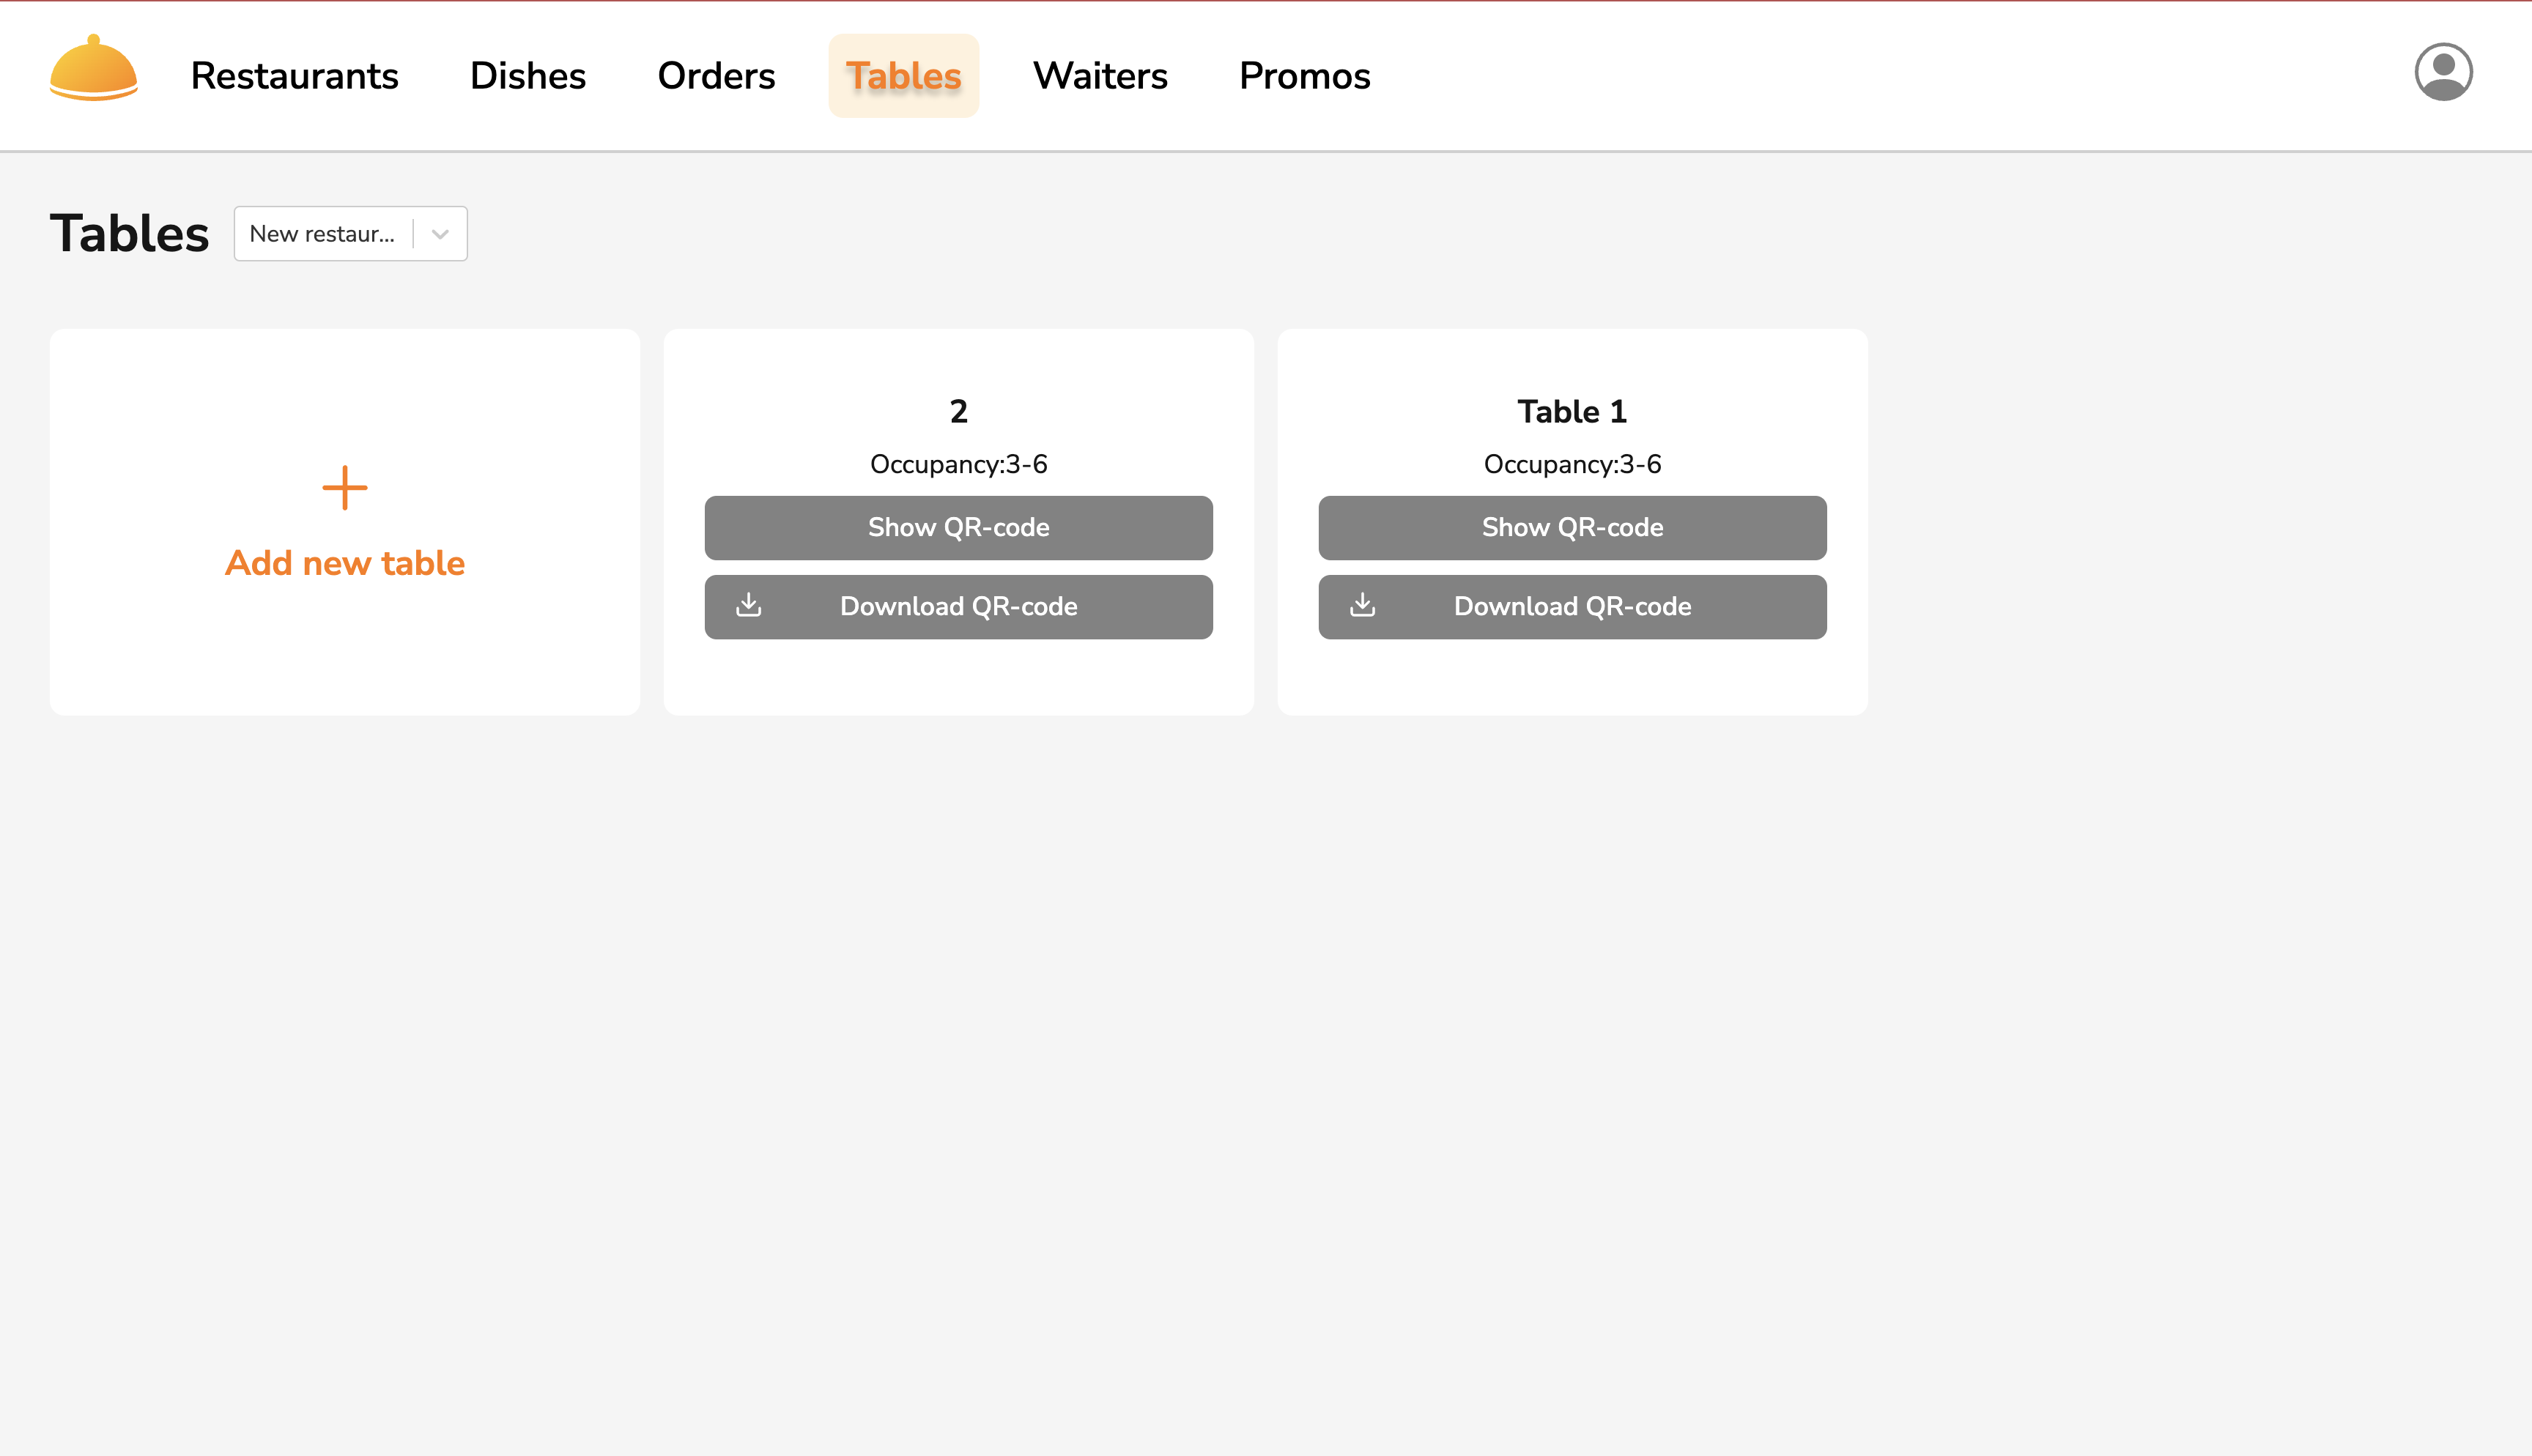 Restaurants
Dishes
Orders
Tables
Waiters
Promos
Tables
New restaur...
Add new table
2
Occupancy:3-6
Show QR-code
Download QR-code
Table 1
Occupancy:3-6
Show QR-code
Download QR-code